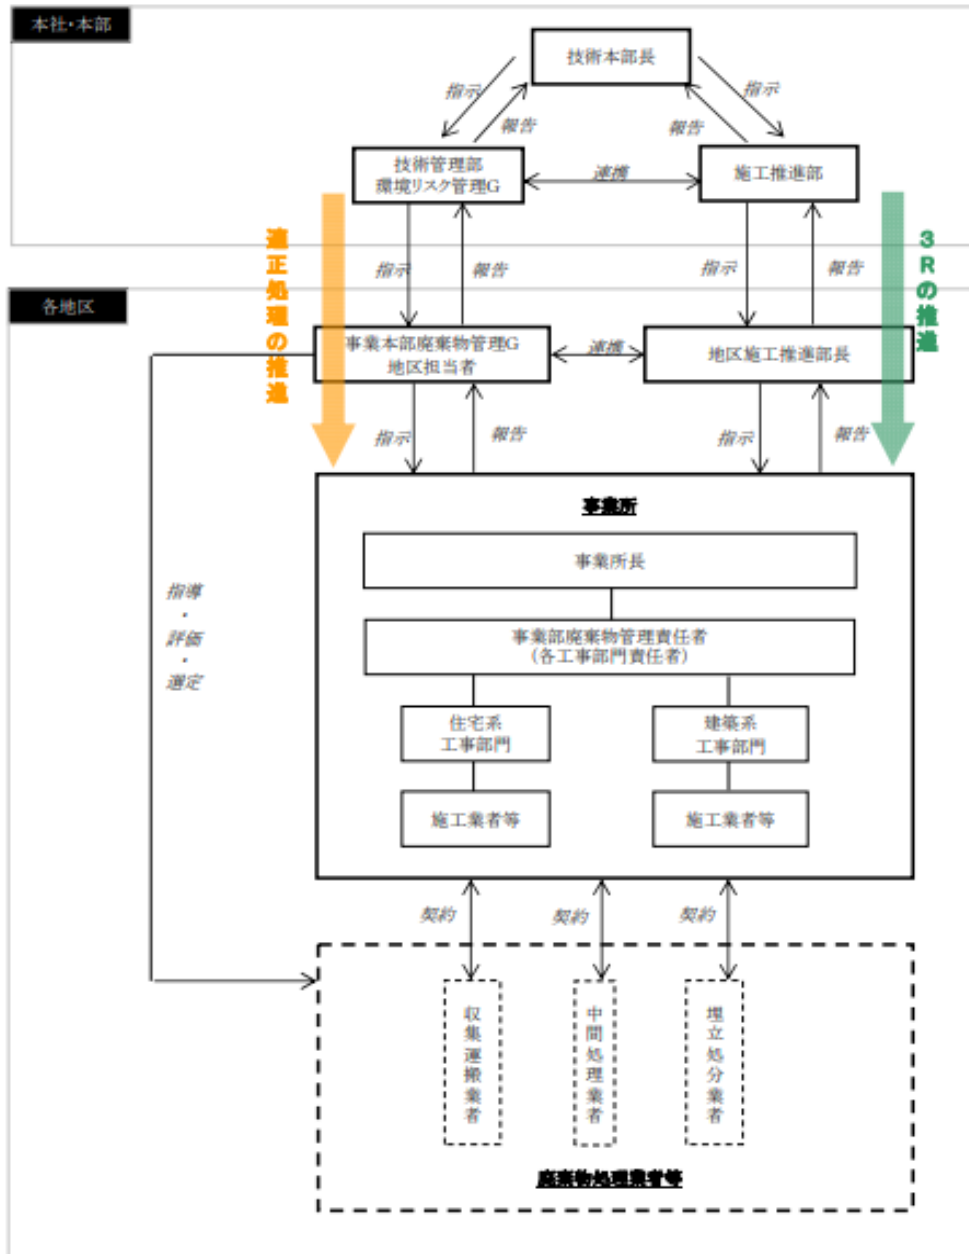 本社・本部
技術本部長
指示
報告
指示
報告
技術管理部
環境リスク管理G
連携
施工推進部
適正処理の推進
3Rの推進
指示
報告
指示
報告
各地区
事業本部廃棄物管理G
地区担当者
連携
地区施工推進部長
指示
報告
指示
報告
事業所
事業所長
事業部廃棄物管理責任者
(各工事部門責任者)
住宅系
工事部門
建築系
工事部門
施工業者等
施工業者等
指導
・
評価
・
選定
契約
契約
契約
収集運搬業者
中間処理業者
埋立処分業者
廃棄物処理業者等